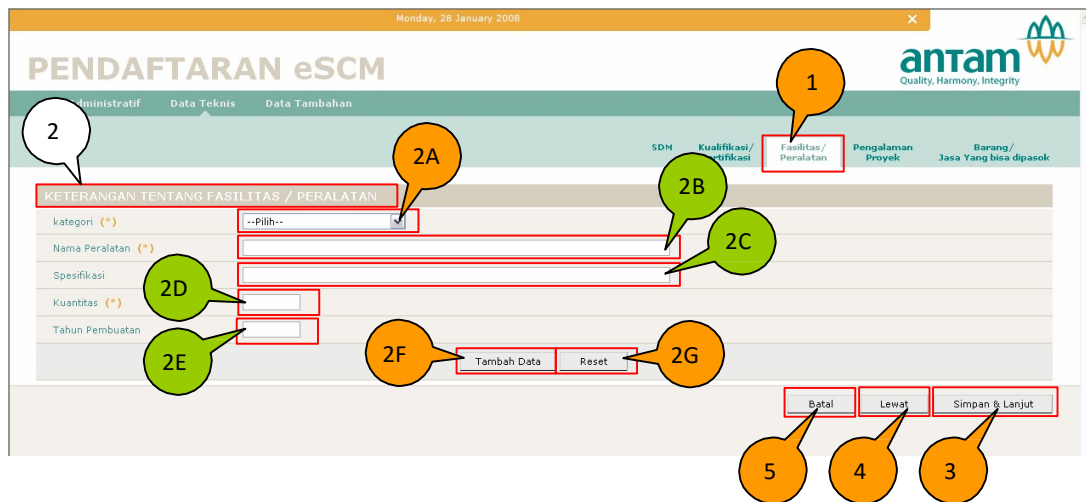 Monday, 28 January 2008
PENDAFTARAN eSCM
antam
Quality, Harmony, Integrity
1
Data Teknis
Data Tambahan
2
SDM
Kualifikasi/
Fasilitas/
Peralatan
Pengalaman
Proyek
Barang/
Jasa Yang bisa dipasok
2A
KETERANGAN TENTANG FASILITAS / PERALATAN
2B
kategori (*)
--Pilih--
Nama Peralatan (*)
2C
Spesifikasi
2D
Kuantitas (*)
Tahun Pembuatan
2E
2F
Tambah Data
Reset
2G
Batal
Lewat
Simpan & Lanjut
5
4
3